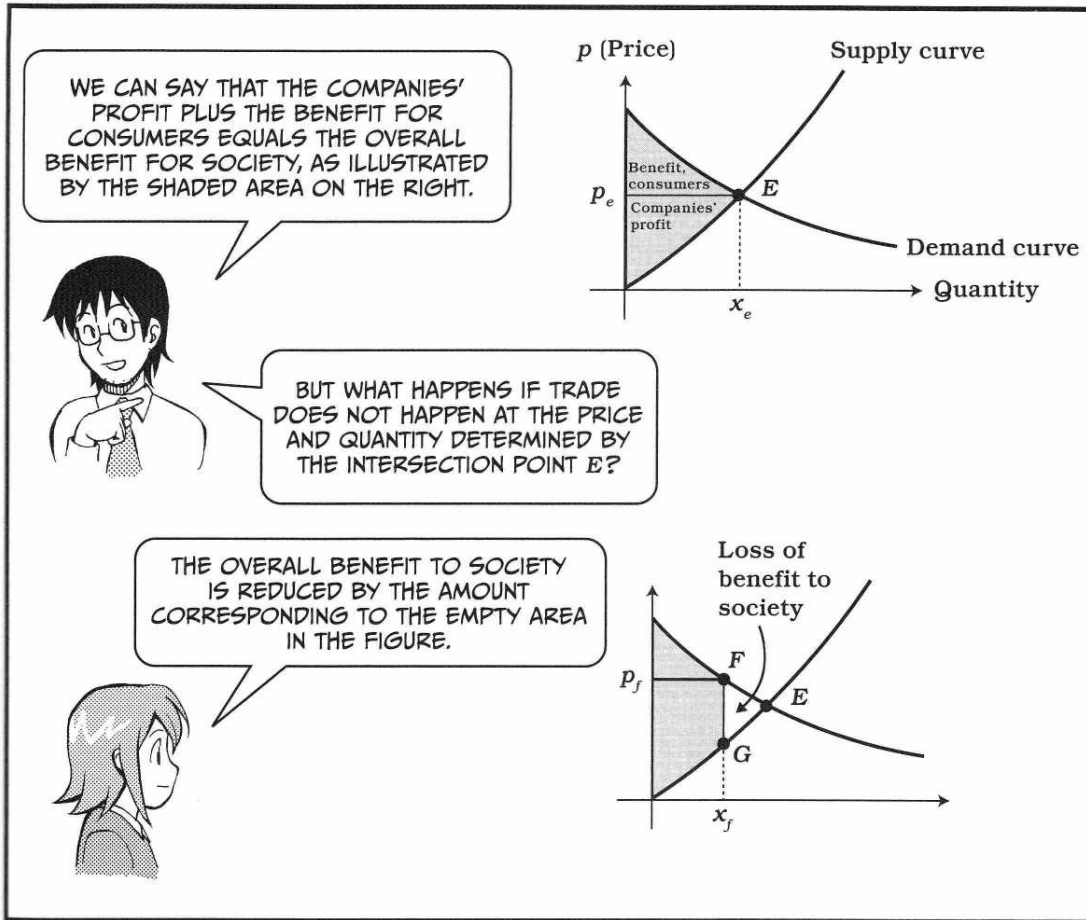 WE CAN SAY THAT THE COMPANIES'
PROFIT PLUS THE BENEFIT FOR
CONSUMERS EQUALS THE OVERALL
BENEFIT FOR SOCIETY, AS ILLUSTRATED
BY THE SHADED AREA ON THE RIGHT.
p (Price)
Supply curve
Benefit,
consumers
p_e
E
Companies'
profit
Demand curve
Quantity
x_e
BUT WHAT HAPPENS IF TRADE
DOES NOT HAPPEN AT THE PRICE
AND QUANTITY DETERMINED BY
THE INTERSECTION POINT E?
THE OVERALL BENEFIT TO SOCIETY
IS REDUCED BY THE AMOUNT
CORRESPONDING TO THE EMPTY AREA
IN THE FIGURE.
Loss of
benefit to
society
F
p_f
E
G
x_f